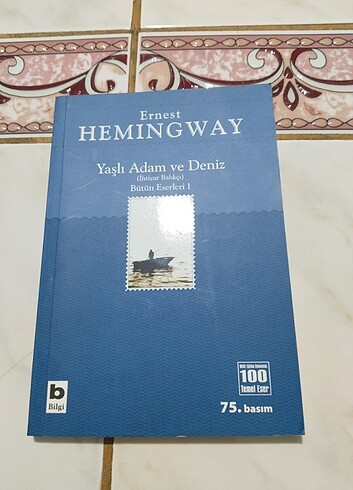 Ernest
HEMINGWAY
Yaşlı Adam ve Deniz
(İhtiyar Balıkçı)
Bütün Eserleri 1
100
Temel Eser
b
Bilgi
75. basım